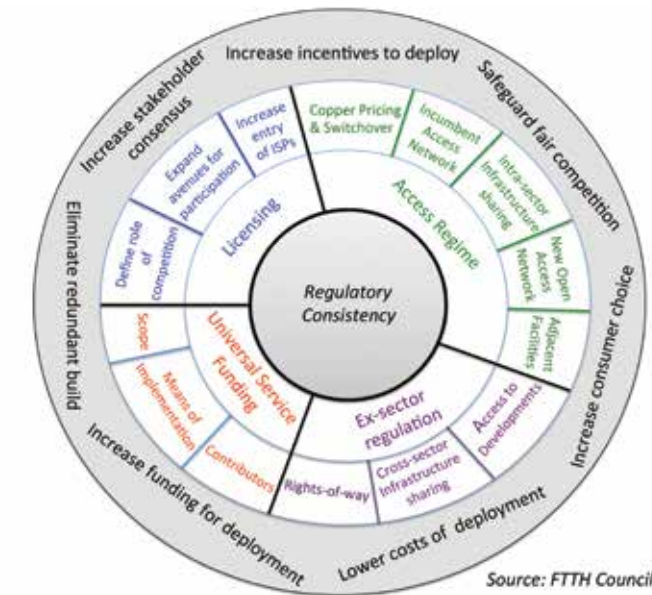 Increase incentives to deploy
Safeguard fair competition
Increase consumer choice
Lower costs of deployment
Increase funding for deployment
Eliminate redundant build
Increase stakeholder
consensus
Copper Pricing
& Switchover
Incumbent
Access
Network
Intra-sector
Infrastructure
sharing
New Open
Access
Network
Adjacent
Facilities
Access Regime
Access to
Developments
Cross-sector
Infrastructure
sharing
Rights-of-way
Ex-sector
regulation
Contributors
Means of
Implementation
Scope
Universal Service
Funding
Define role
of
competition
Expand
avenues for
participation
Increase
entry
of ISPs
Licensing
Regulatory
Consistency
Source: FTTH Council